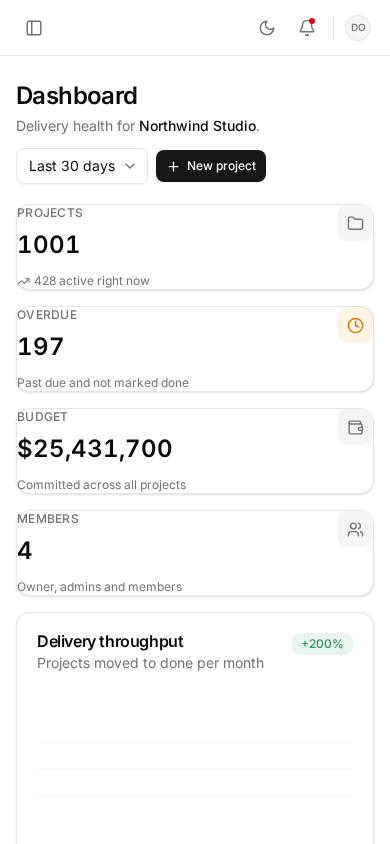 DO
Dashboard
Delivery health for Northwind Studio.
Last 30 days
New project
PROJECTS
1001
428 active right now
OVERDUE
197
Past due and not marked done
BUDGET
$25,431,700
Committed across all projects
MEMBERS
4
Owner, admins and members
Delivery throughput
+200%
Projects moved to done per month